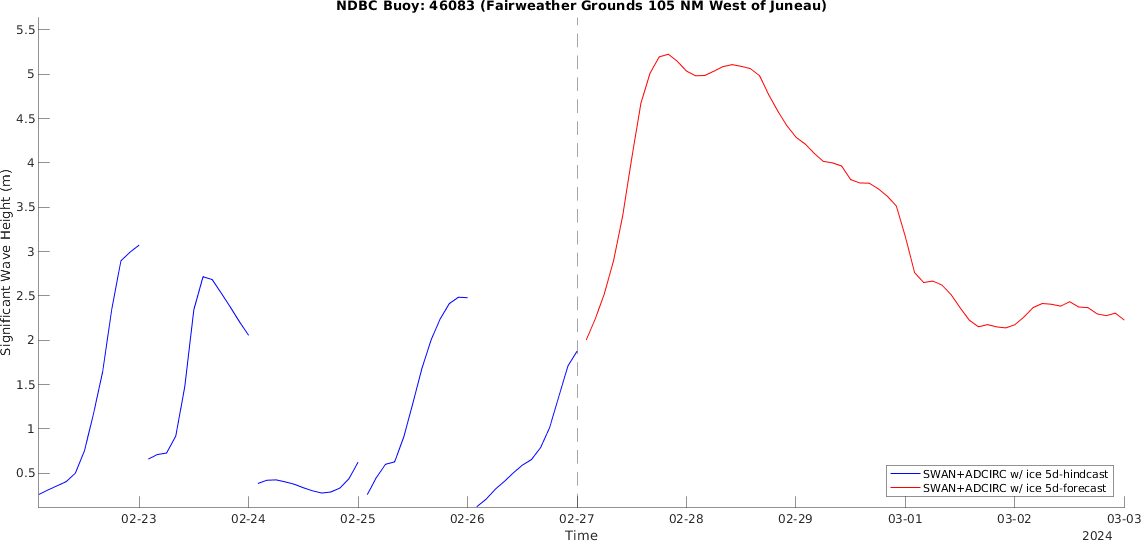 NDBC Buoy: 46083 (Fairweather Grounds 105 NM West of Juneau)
Significant Wave Height (m)
5.5
5
4.5
4
3.5
3
2.5
2
1.5
1
0.5
SWAN+ADCIRC w/ ice 5d-hindcast
SWAN+ADCIRC w/ ice 5d-forecast
02-23 02-24 02-25 02-26 02-27 02-28 02-29 03-01 03-02 03-03
Time
2024